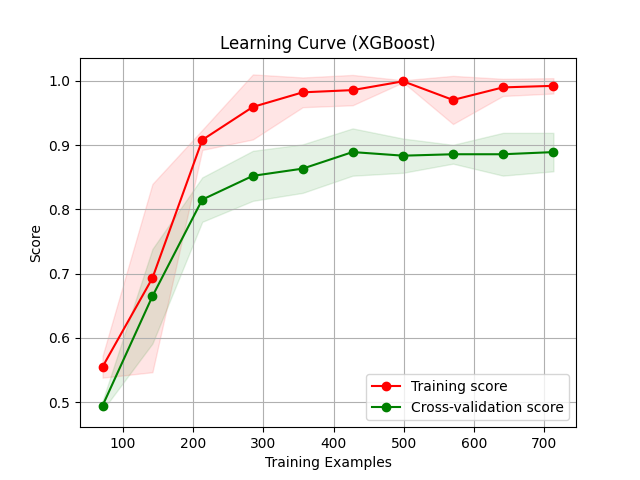 Learning Curve (XGBoost)
1.0
0.9
0.8
0.7
0.6
0.5
Score
100 200 300 400 500 600 700
Training Examples
Training score
Cross-validation score